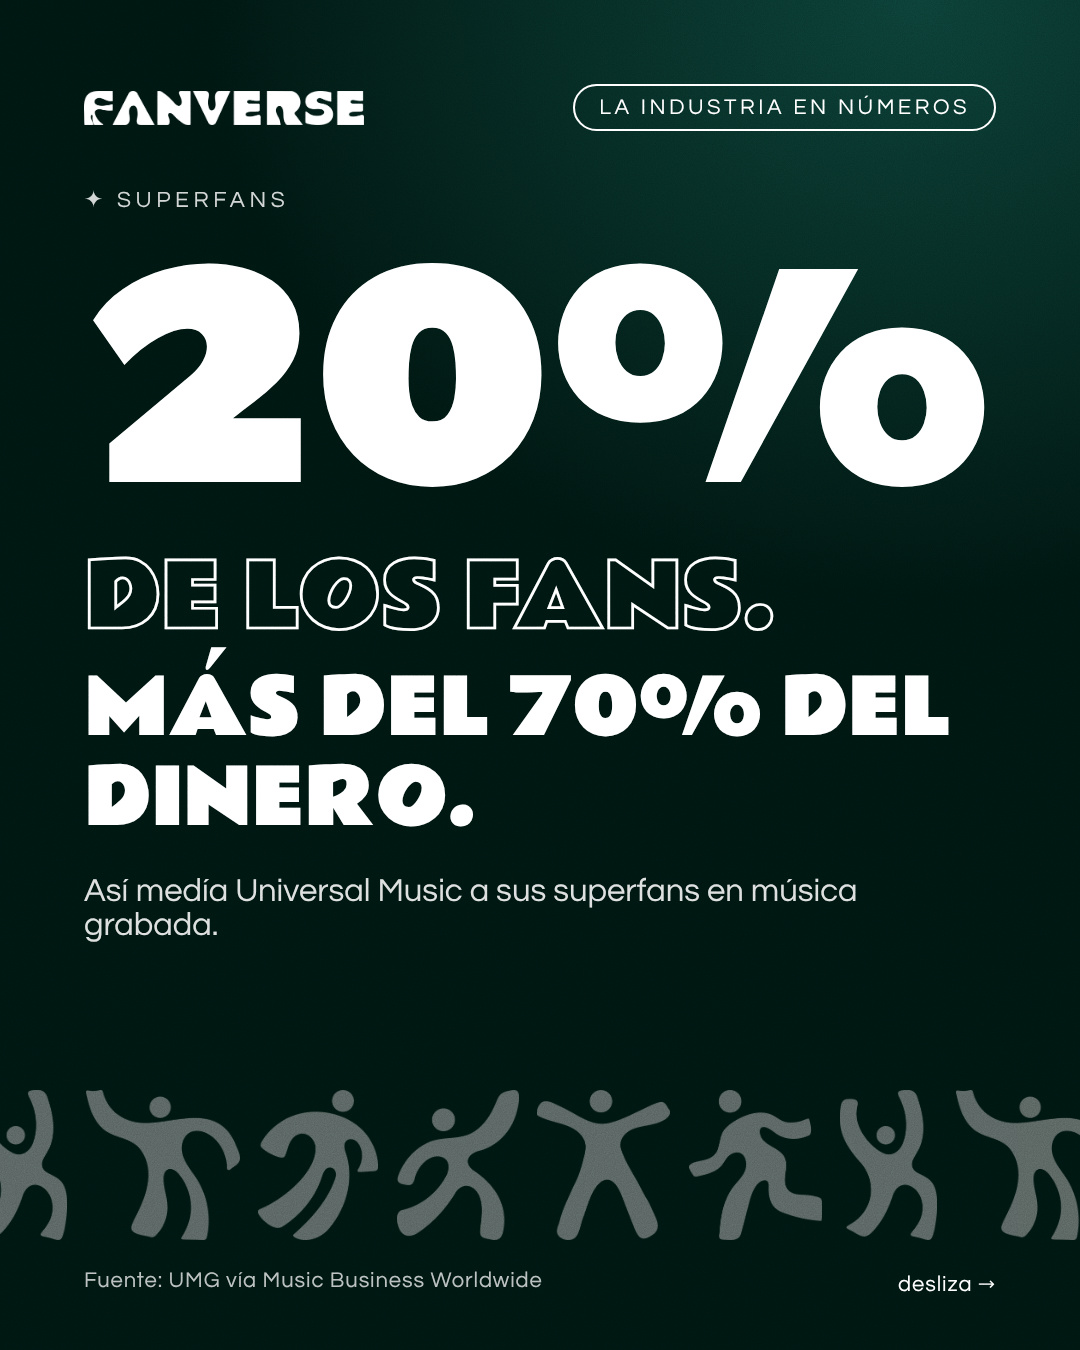 FANVERSE
LA INDUSTRIA EN NÚMEROS
✦ SUPERFANS
20%
DE LOS FANS.
MÁS DEL 70% DEL
DINERO.
Así medía Universal Music a sus superfans en música
grabada.
Fuente: UMG vía Music Business Worldwide
desliza →